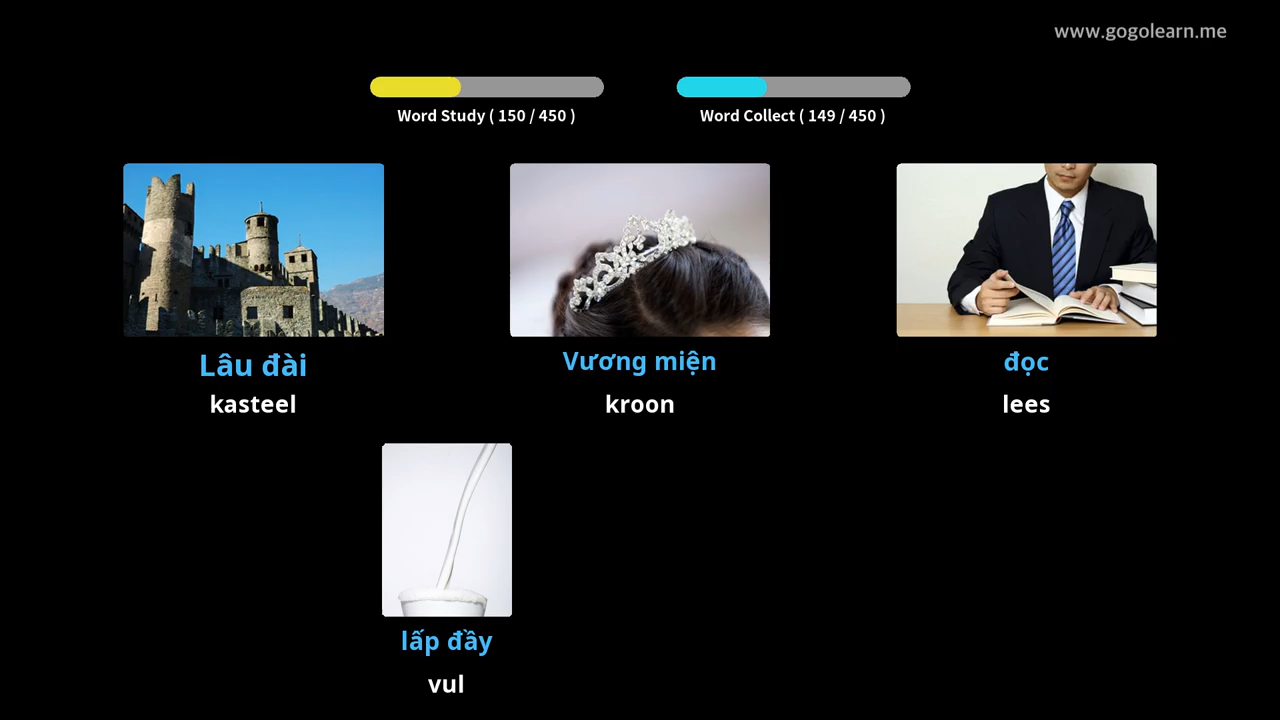 www.gogolearn.me
Word Study ( 150 / 450 )
Word Collect ( 149 / 450 )
Lâu đài
kasteel
Vương miện
kroon
đọc
lees
lấp đầy
vul